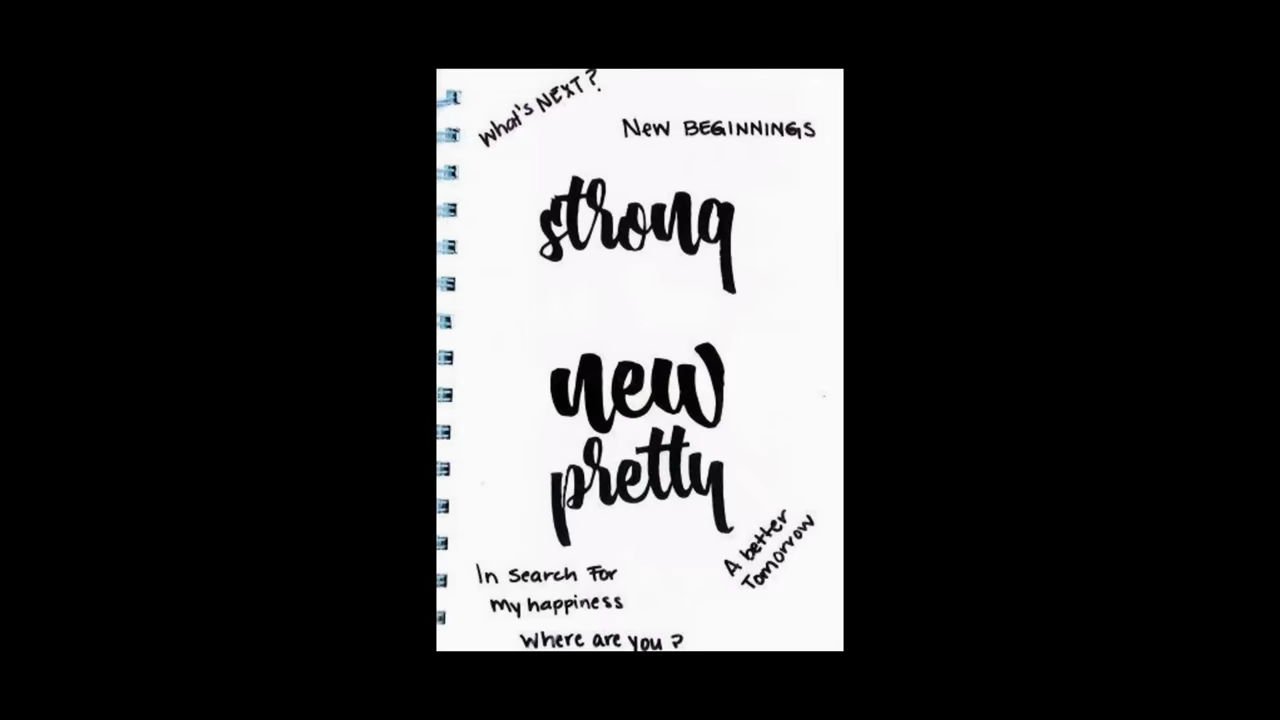 What's NEXT?
New BEGINNINGS
strong
new
pretty
A better
Tomorrow
In search For
my happiness
Where are you?